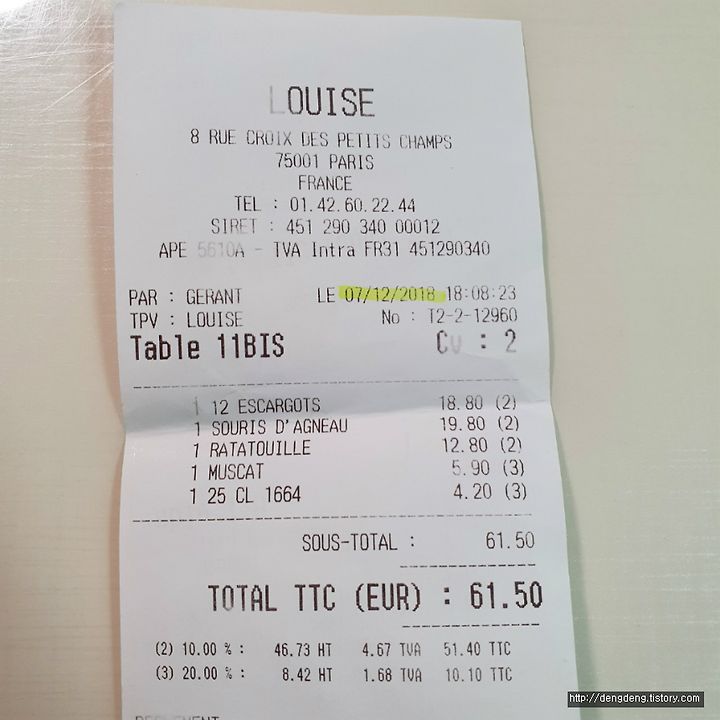 LOUISE
8 RUE CROIX DES PETITS CHAMPS
75001 PARIS
FRANCE
TEL : 01.42.60.22.44
SIRET : 451 290 340 00012
APE 5610A - TVA Intra FR31 451290340
PAR : GERANT LE 07/12/2018 18:08:23
TPV : LOUISE No : T2-2-12960
Table 11BIS Cv : 2
1 12 ESCARGOTS 18.80 (2)
1 SOURIS D'AGNEAU 19.80 (2)
1 RATATOUILLE 12.80 (2)
1 MUSCAT 5.90 (3)
1 25 CL 1664 4.20 (3)
SOUS-TOTAL : 61.50
TOTAL TTC (EUR) : 61.50
(2) 10.00 % : 46.73 HT 4.67 TVA 51.40 TTC
(3) 20.00 % : 8.42 HT 1.68 TVA 10.10 TTC
http://dengdeng.tistory.com